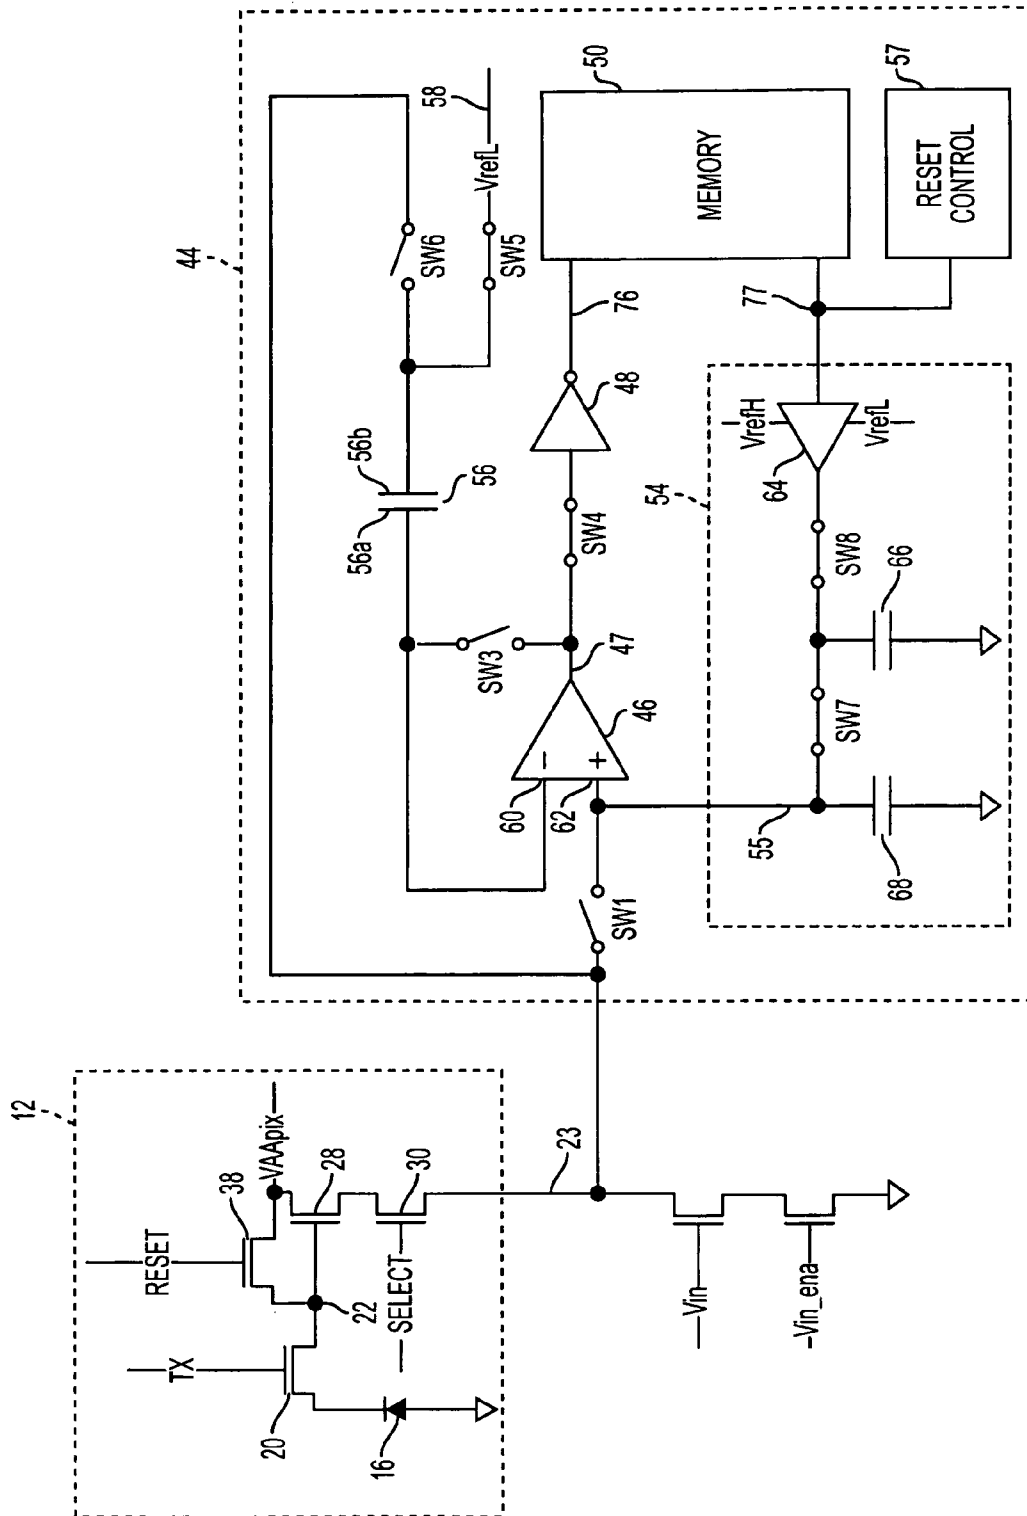 12
RESET
38
VAApix
TX
28
22
20
SELECT
30
16
23
Vin
Vin_ena
44
58
VrefL
SW6
SW5
56b
56a
56
50
MEMORY
57
RESET
CONTROL
76
77
48
SW4
SW3
47
46
−
+
60
62
SW1
55
54
VrefH
VrefL
64
SW8
66
SW7
68